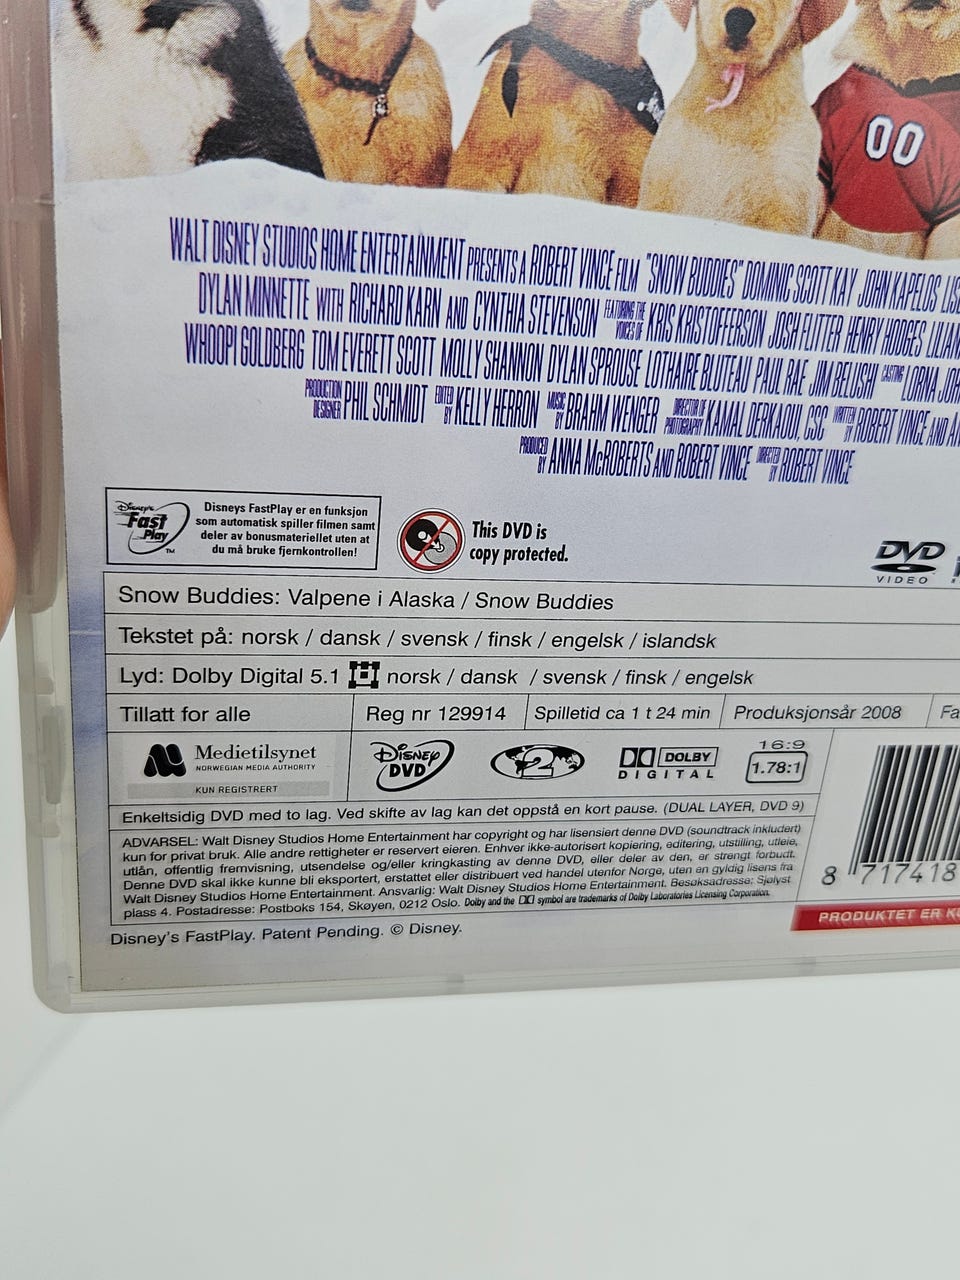 00
WALT DISNEY STUDIOS HOME ENTERTAINMENT PRESENTS A ROBERT VINCE FILM "SNOW BUDDIES" DOMINIC SCOTT KAY JOHN KAPELOS
DYLAN MINNETTE WITH RICHARD KARN AND CYNTHIA STEVENSON FEATURING THE VOICES OF KRIS KRISTOFFERSON JOSH FLITTER HENRY HODGES
WHOOPI GOLDBERG TOM EVERETT SCOTT MOLLY SHANNON DYLAN SPROUSE LOTHAIRE BLUTEAU PAUL RAE JIM BELUSHI CASTING LORNA
PRODUCTION DESIGNER PHIL SCHMIDT EDITED BY KELLY HERRON MUSIC BY BRAHM WENGER DIRECTOR OF PHOTOGRAPHY KAMAL DERKAOUI, CSC WRITTEN BY ROBERT VINCE AND
PRODUCED BY ANNA McROBERTS AND ROBERT VINCE DIRECTED BY ROBERT VINCE
Disney's Fast Play TM
Disneys FastPlay er en funksjon
som automatisk spiller filmen samt
deler av bonusmateriellet uten at
du må bruke fjernkontrollen!
This DVD is
copy protected.
DVD
VIDEO
Snow Buddies: Valpene i Alaska / Snow Buddies
Tekstet på: norsk / dansk / svensk / finsk / engelsk / islandsk
Lyd: Dolby Digital 5.1 norsk / dansk / svensk / finsk / engelsk
Tillatt for alle Reg nr 129914 Spilletid ca 1 t 24 min Produksjonsår 2008 Fa
Medietilsynet
NORWEGIAN MEDIA AUTHORITY
KUN REGISTRERT
Disney DVD
2
DOLBY
DIGITAL
16:9
1.78:1
Enkeltsidig DVD med to lag. Ved skifte av lag kan det oppstå en kort pause. (DUAL LAYER, DVD 9)
ADVARSEL: Walt Disney Studios Home Entertainment har copyright og har lisensiert denne DVD (soundtrack inkludert)
kun for privat bruk. Alle andre rettigheter er reservert eieren. Enhver ikke-autorisert kopiering, editering, utstilling, utleie,
utlån, offentlig fremvisning, utsendelse og/eller kringkasting av denne DVD, eller deler av den, er strengt forbudt.
Denne DVD skal ikke kunne bli eksportert, erstattet eller distribuert ved handel utenfor Norge, uten en gyldig lisens fra
Walt Disney Studios Home Entertainment. Ansvarlig: Walt Disney Studios Home Entertainment. Besøksadresse: Sjølyst
plass 4. Postadresse: Postboks 154, Skøyen, 0212 Oslo. Dolby and the DD symbol are trademarks of Dolby Laboratories Licensing Corporation.
8 717418
PRODUKTET ER
Disney's FastPlay. Patent Pending. © Disney.